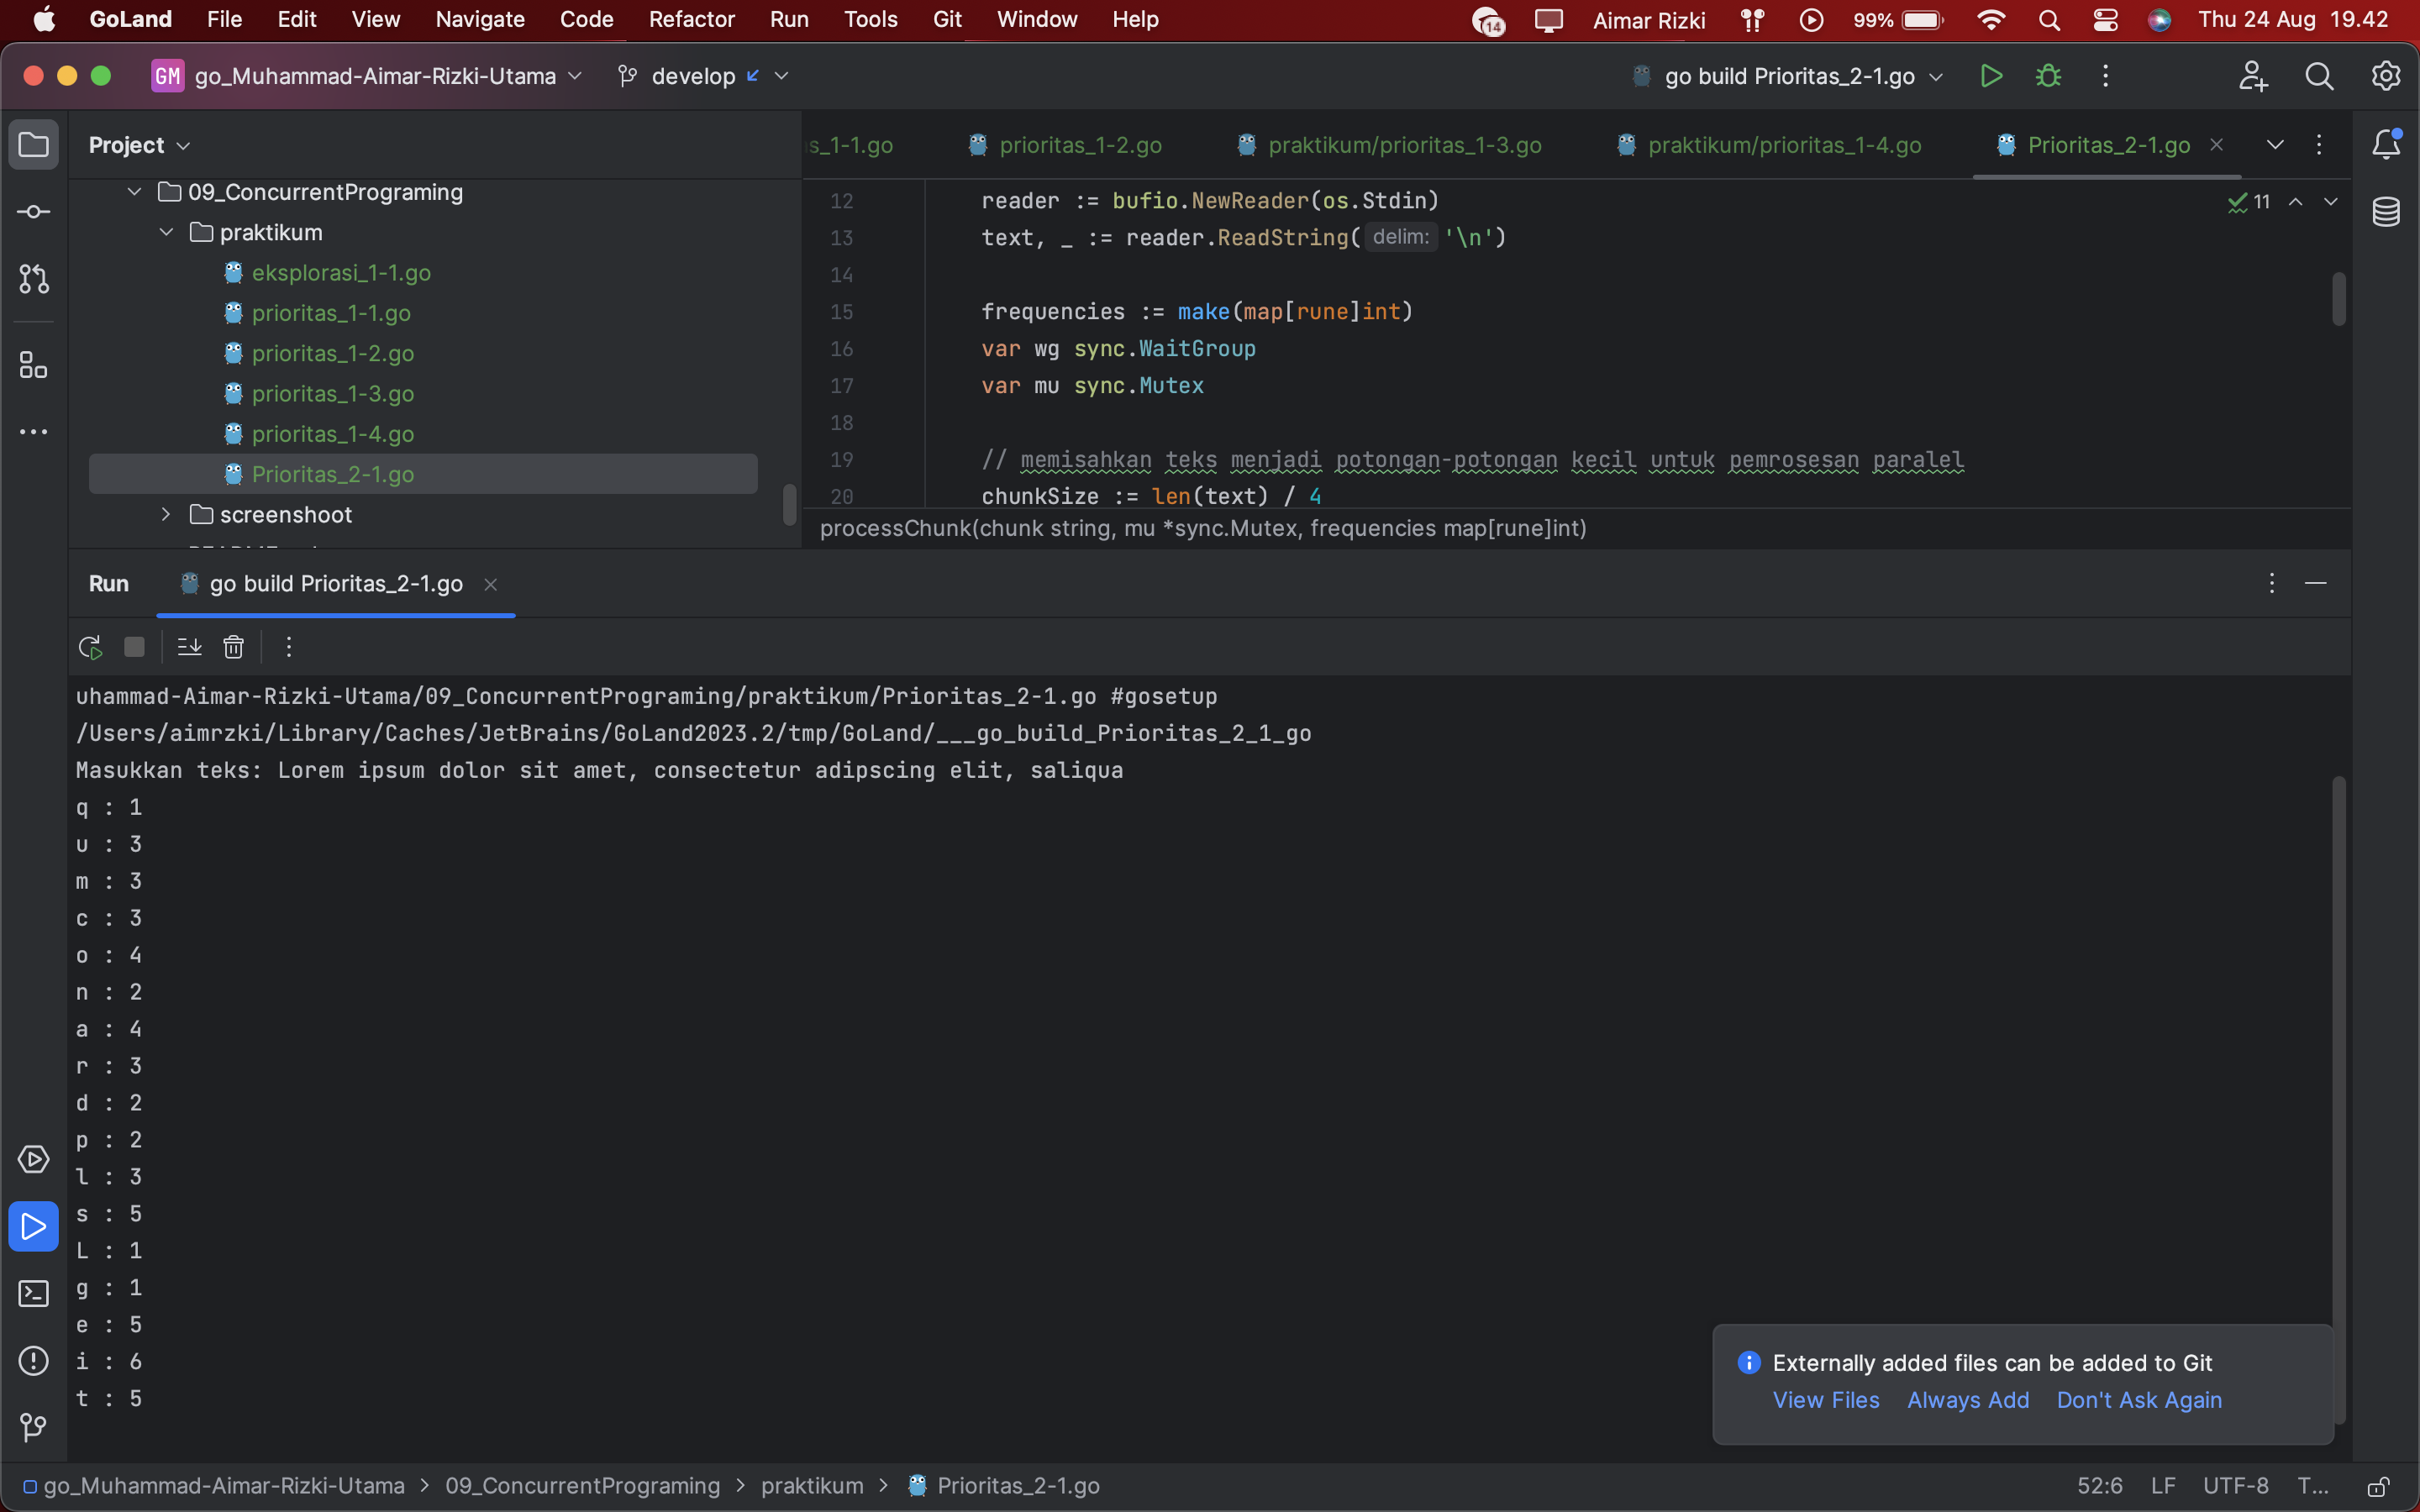 GoLand File Edit View Navigate Code Refactor Run Tools Git Window Help 14 Aimar Rizki 99% Thu 24 Aug 19.42
GM go_Muhammad-Aimar-Rizki-Utama develop go build Prioritas_2-1.go
Project
s_1-1.go prioritas_1-2.go praktikum/prioritas_1-3.go praktikum/prioritas_1-4.go Prioritas_2-1.go
09_ConcurrentPrograming
praktikum
eksplorasi_1-1.go
prioritas_1-1.go
prioritas_1-2.go
prioritas_1-3.go
prioritas_1-4.go
Prioritas_2-1.go
screenshoot
12 reader := bufio.NewReader(os.Stdin)
13 text, _ := reader.ReadString( delim: '\n')
14
15 frequencies := make(map[rune]int)
16 var wg sync.WaitGroup
17 var mu sync.Mutex
18
19 // memisahkan teks menjadi potongan-potongan kecil untuk pemrosesan paralel
20 chunkSize := len(text) / 4
11
processChunk(chunk string, mu *sync.Mutex, frequencies map[rune]int)
Run go build Prioritas_2-1.go
uhammad-Aimar-Rizki-Utama/09_ConcurrentPrograming/praktikum/Prioritas_2-1.go #gosetup
/Users/aimrzki/Library/Caches/JetBrains/GoLand2023.2/tmp/GoLand/___go_build_Prioritas_2_1_go
Masukkan teks: Lorem ipsum dolor sit amet, consectetur adipscing elit, saliqua
q : 1
u : 3
m : 3
c : 3
o : 4
n : 2
a : 4
r : 3
d : 2
p : 2
l : 3
s : 5
L : 1
g : 1
e : 5
i : 6
t : 5
Externally added files can be added to Git
View Files Always Add Don't Ask Again
go_Muhammad-Aimar-Rizki-Utama > 09_ConcurrentPrograming > praktikum > Prioritas_2-1.go
52:6 LF UTF-8 T...